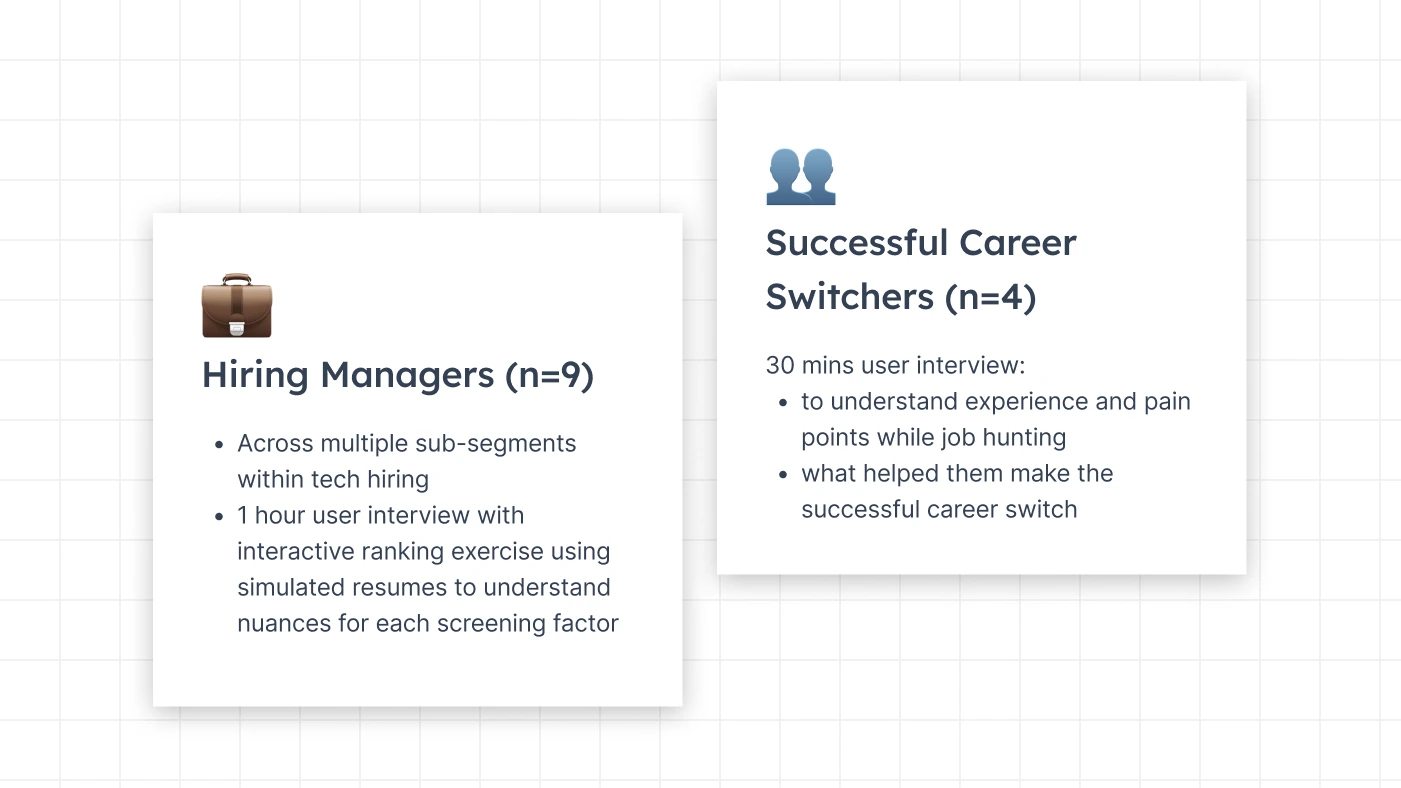 Hiring Managers (n=9)
• Across multiple sub-segments
within tech hiring
• 1 hour user interview with
interactive ranking exercise using
simulated resumes to understand
nuances for each screening factor
Successful Career
Switchers (n=4)
30 mins user interview:
• to understand experience and pain
points while job hunting
• what helped them make the
successful career switch